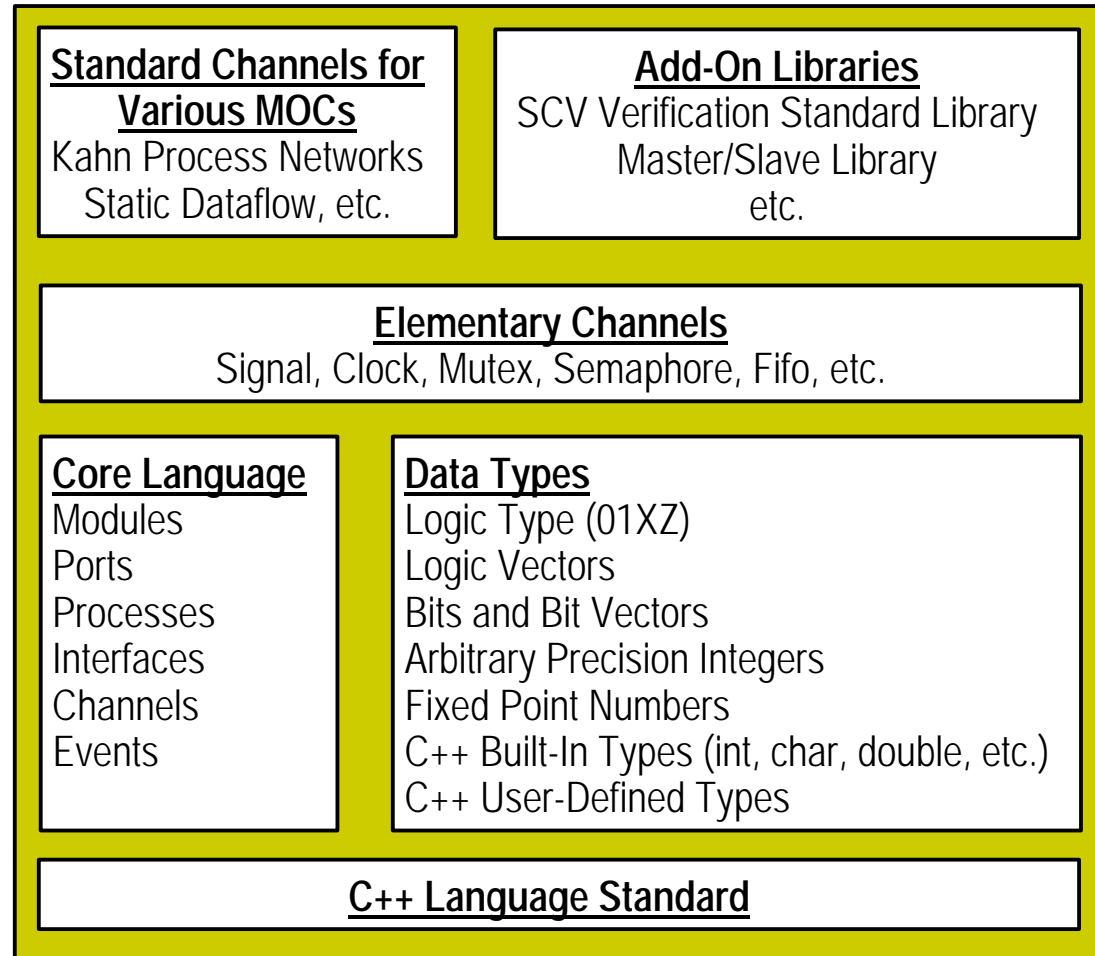 Standard Channels for
Various MOCs
Kahn Process Networks
Static Dataflow, etc.
Add-On Libraries
SCV Verification Standard Library
Master/Slave Library
etc.
Elementary Channels
Signal, Clock, Mutex, Semaphore, Fifo, etc.
Core Language
Modules
Ports
Processes
Interfaces
Channels
Events
Data Types
Logic Type (01XZ)
Logic Vectors
Bits and Bit Vectors
Arbitrary Precision Integers
Fixed Point Numbers
C++ Built-In Types (int, char, double, etc.)
C++ User-Defined Types
C++ Language Standard